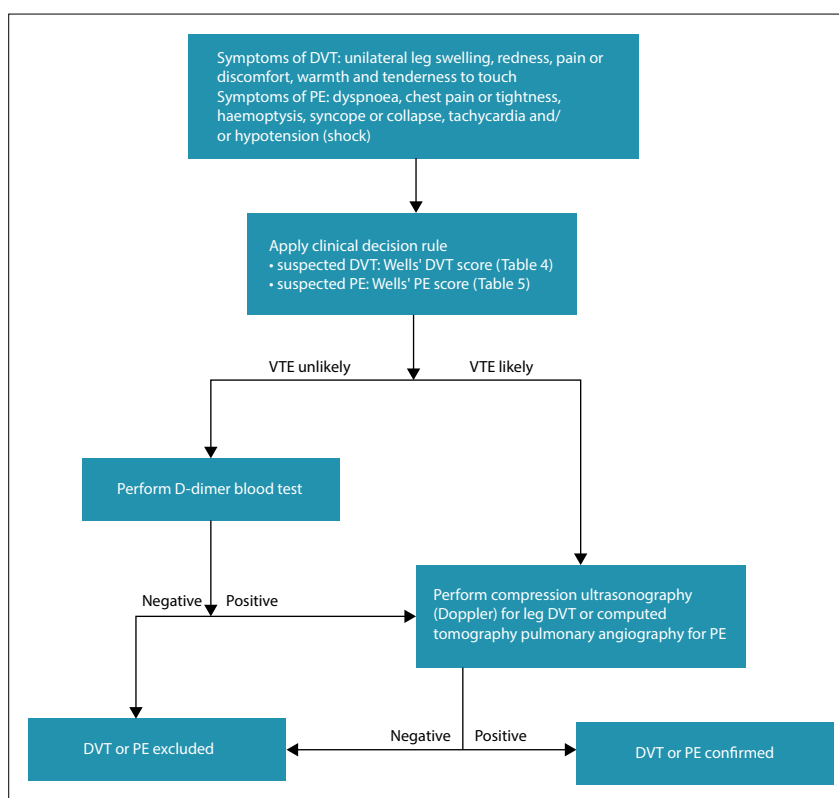 Symptoms of DVT: unilateral leg swelling, redness, pain or
discomfort, warmth and tenderness to touch
Symptoms of PE: dyspnoea, chest pain or tightness,
haemoptysis, syncope or collapse, tachycardia and/
or hypotension (shock)
Apply clinical decision rule
• suspected DVT: Wells' DVT score (Table 4)
• suspected PE: Wells' PE score (Table 5)
VTE unlikely
VTE likely
Perform D-dimer blood test
Negative
Positive
Perform compression ultrasonography
(Doppler) for leg DVT or computed
tomography pulmonary angiography for PE
Negative
Positive
DVT or PE excluded
DVT or PE confirmed